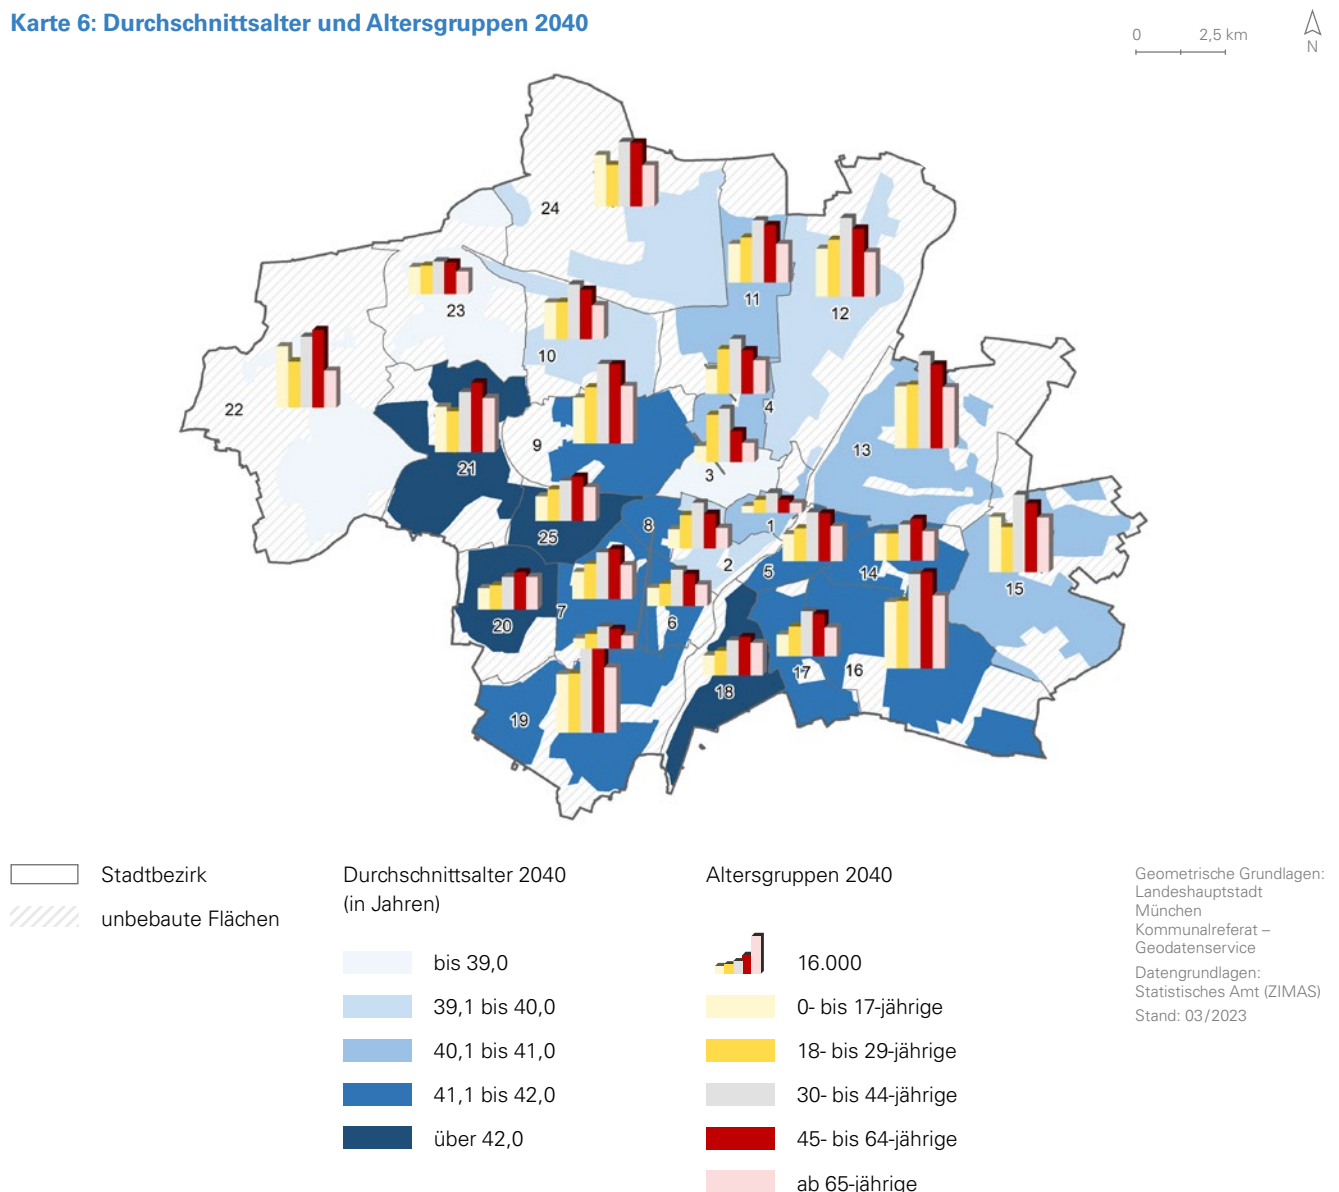 Karte 6: Durchschnittsalter und Altersgruppen 2040
0 2,5 km
N
24
11
12
23
10
22
4
9
13
3
21
25
8
1
2
5
14
15
20
7
6
17
16
18
19
Stadtbezirk
unbebaute Flächen
Durchschnittsalter 2040
(in Jahren)
bis 39,0
39,1 bis 40,0
40,1 bis 41,0
41,1 bis 42,0
über 42,0
Altersgruppen 2040
16.000
0- bis 17-jährige
18- bis 29-jährige
30- bis 44-jährige
45- bis 64-jährige
ab 65-jährige
Geometrische Grundlagen:
Landeshauptstadt
München
Kommunalreferat –
Geodatenservice
Datengrundlagen:
Statistisches Amt (ZIMAS)
Stand: 03/2023